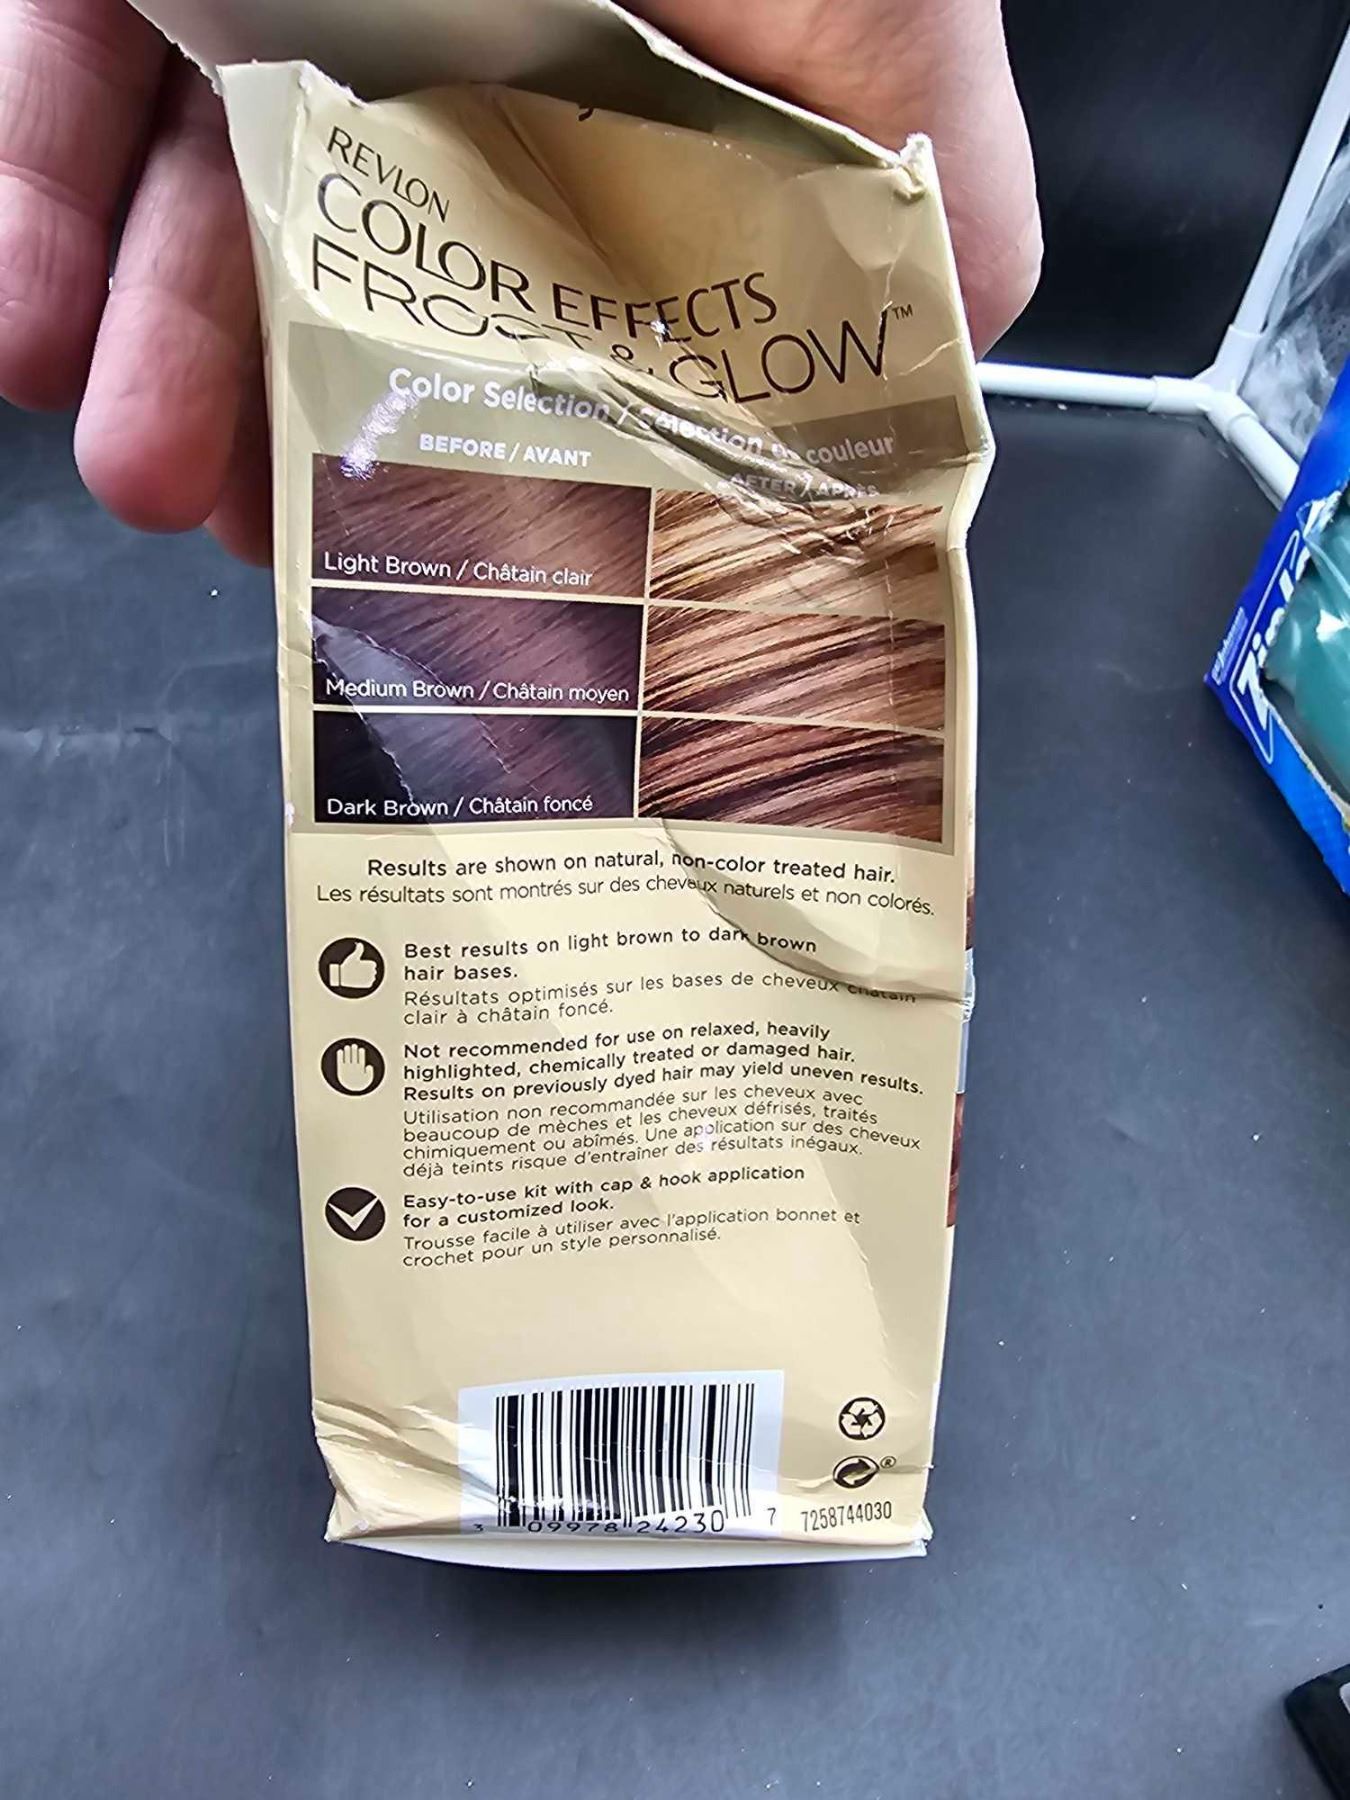 REVLON
COLOR EFFECTS
FROST & GLOW™
Color Selection / Sélection de couleur
BEFORE / AVANT
AFTER / APRÈS
Light Brown / Châtain clair
Medium Brown / Châtain moyen
Dark Brown / Châtain foncé
Results are shown on natural, non-color treated hair.
Les résultats sont montrés sur des cheveux naturels et non colorés.
Best results on light brown to dark brown
hair bases.
Résultats optimisés sur les bases de cheveux châtain
clair à châtain foncé.
Not recommended for use on relaxed, heavily
highlighted, chemically treated or damaged hair.
Results on previously dyed hair may yield uneven results.
Utilisation non recommandée sur les cheveux avec
beaucoup de mèches et les cheveux défrisés, traités
chimiquement ou abîmés. Une application sur des cheveux
déjà teints risque d'entraîner des résultats inégaux.
Easy-to-use kit with cap & hook application
for a customized look.
Trousse facile à utiliser avec l'application bonnet et
crochet pour un style personnalisé.
®
3 09978 24230 7
7258744030